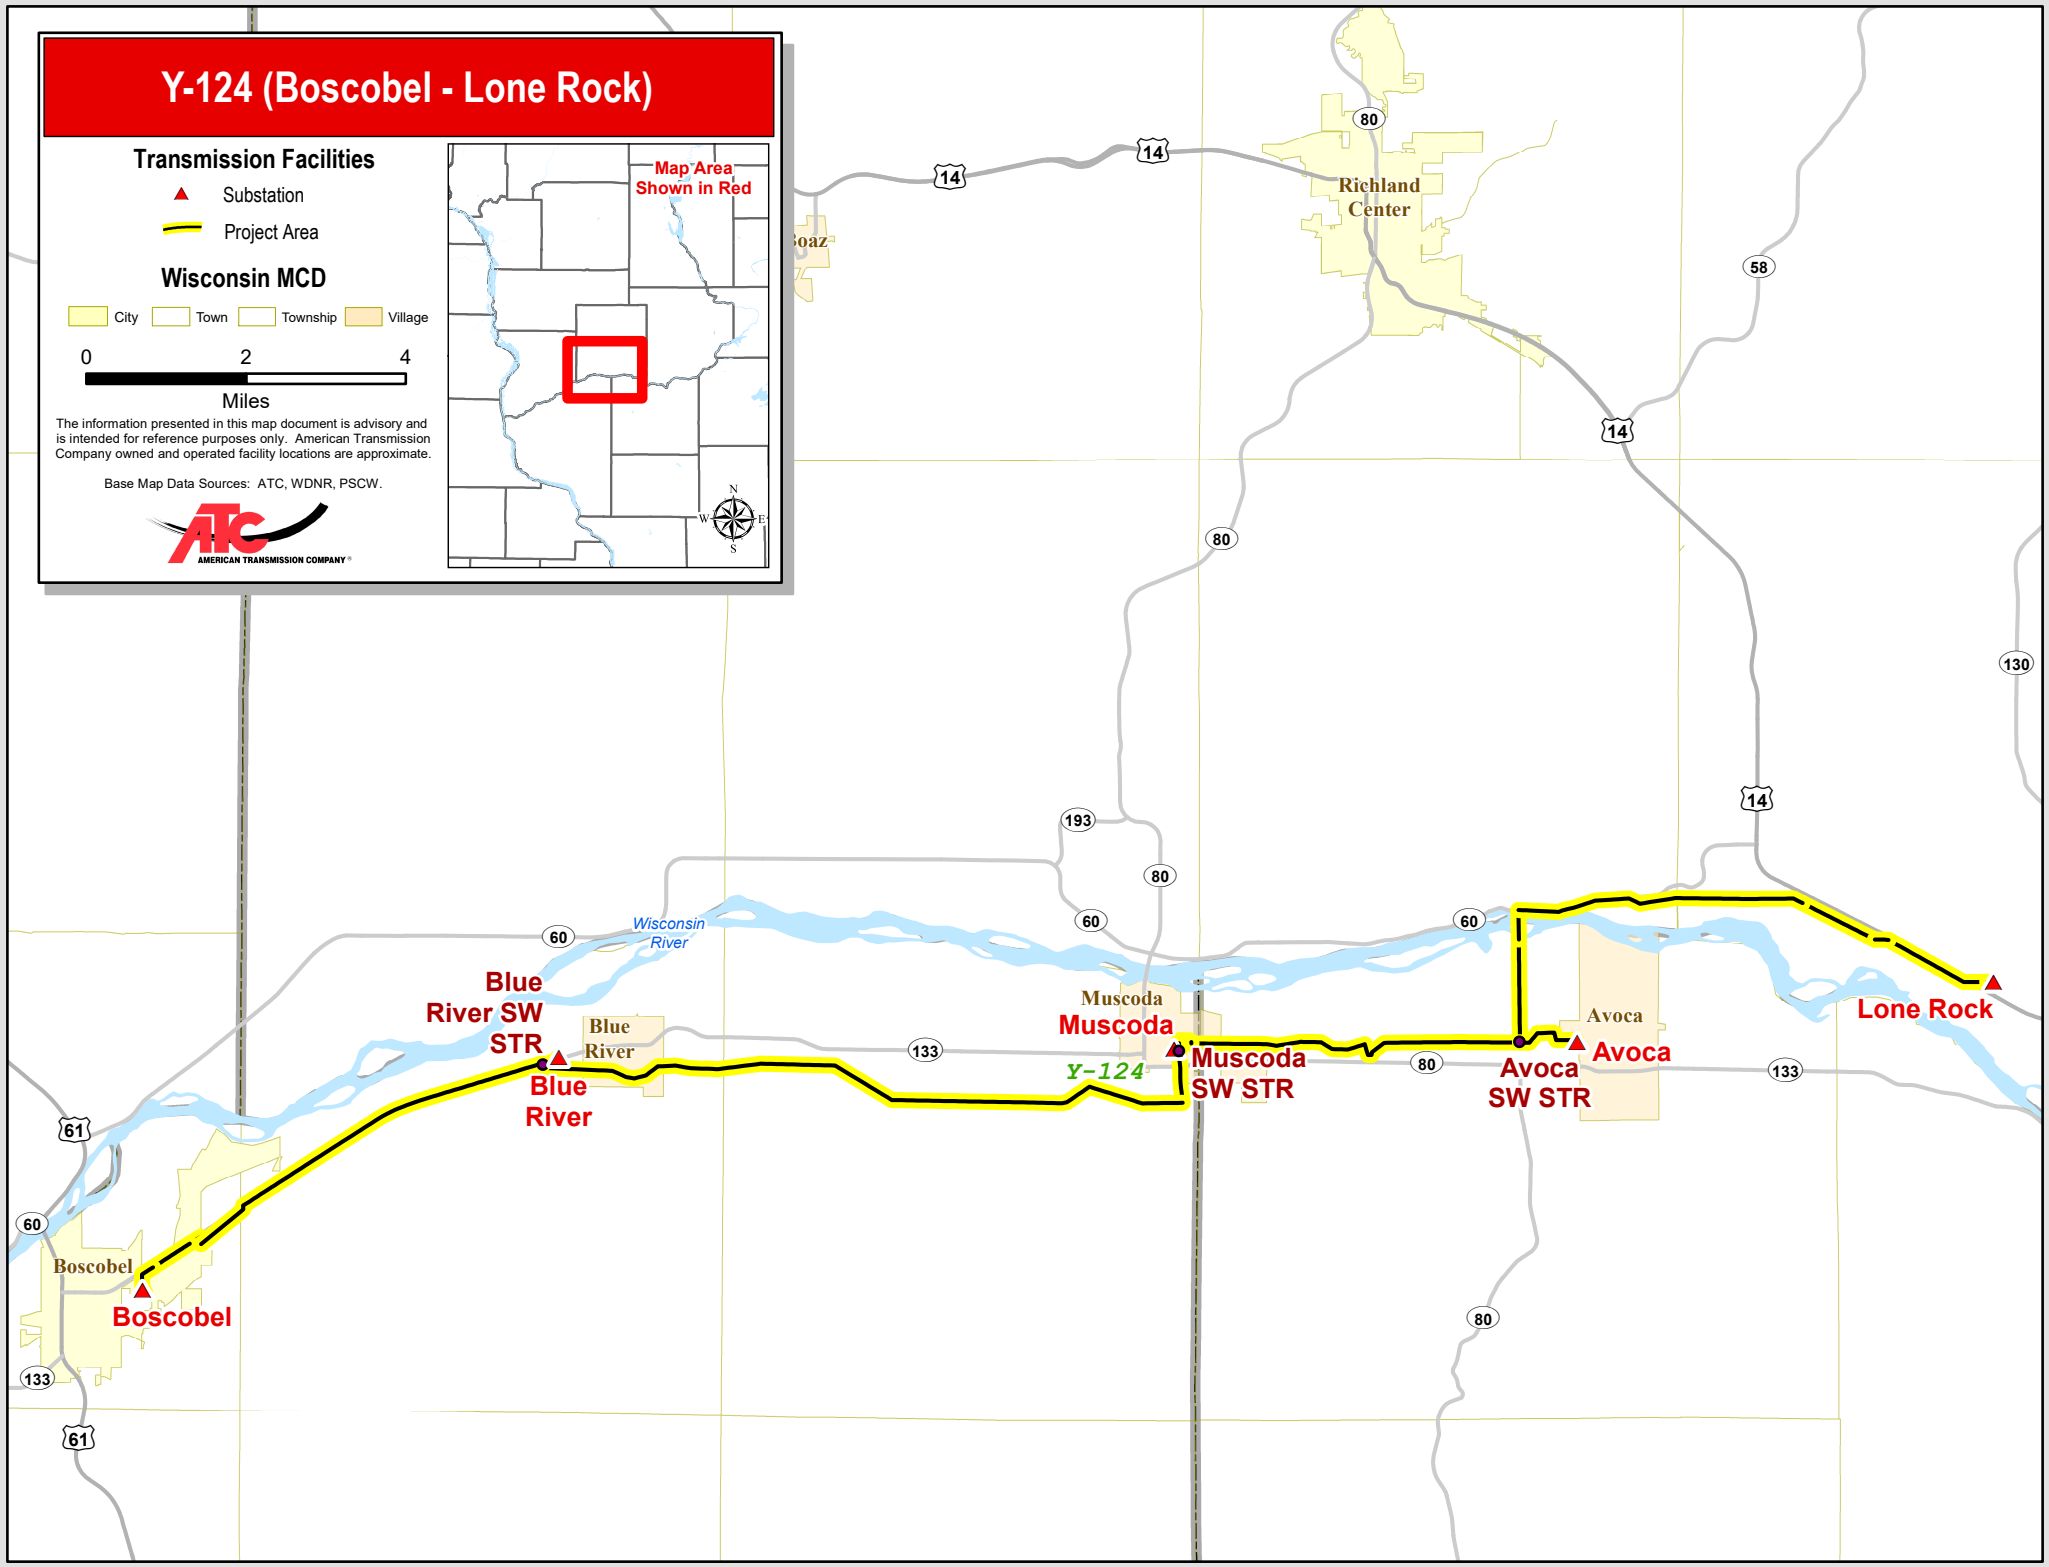 Y-124 (Boscobel - Lone Rock)
Transmission Facilities
Substation
Project Area
Wisconsin MCD
City
Town
Township
Village
0 2 4
Miles
The information presented in this map document is advisory and
is intended for reference purposes only. American Transmission
Company owned and operated facility locations are approximate.
Base Map Data Sources: ATC, WDNR, PSCW.
ATC
AMERICAN TRANSMISSION COMPANY®
Map Area
Shown in Red
N
W
E
S
80
14
14
Richland
Center
58
14
80
130
14
193
80
60
60
60
Wisconsin
River
Blue
River SW
STR
Blue
River
Blue
River
133
Muscoda
Muscoda
Y-124
Muscoda
SW STR
80
Avoca
SW STR
Avoca
Avoca
133
Lone Rock
61
60
Boscobel
Boscobel
133
61
80